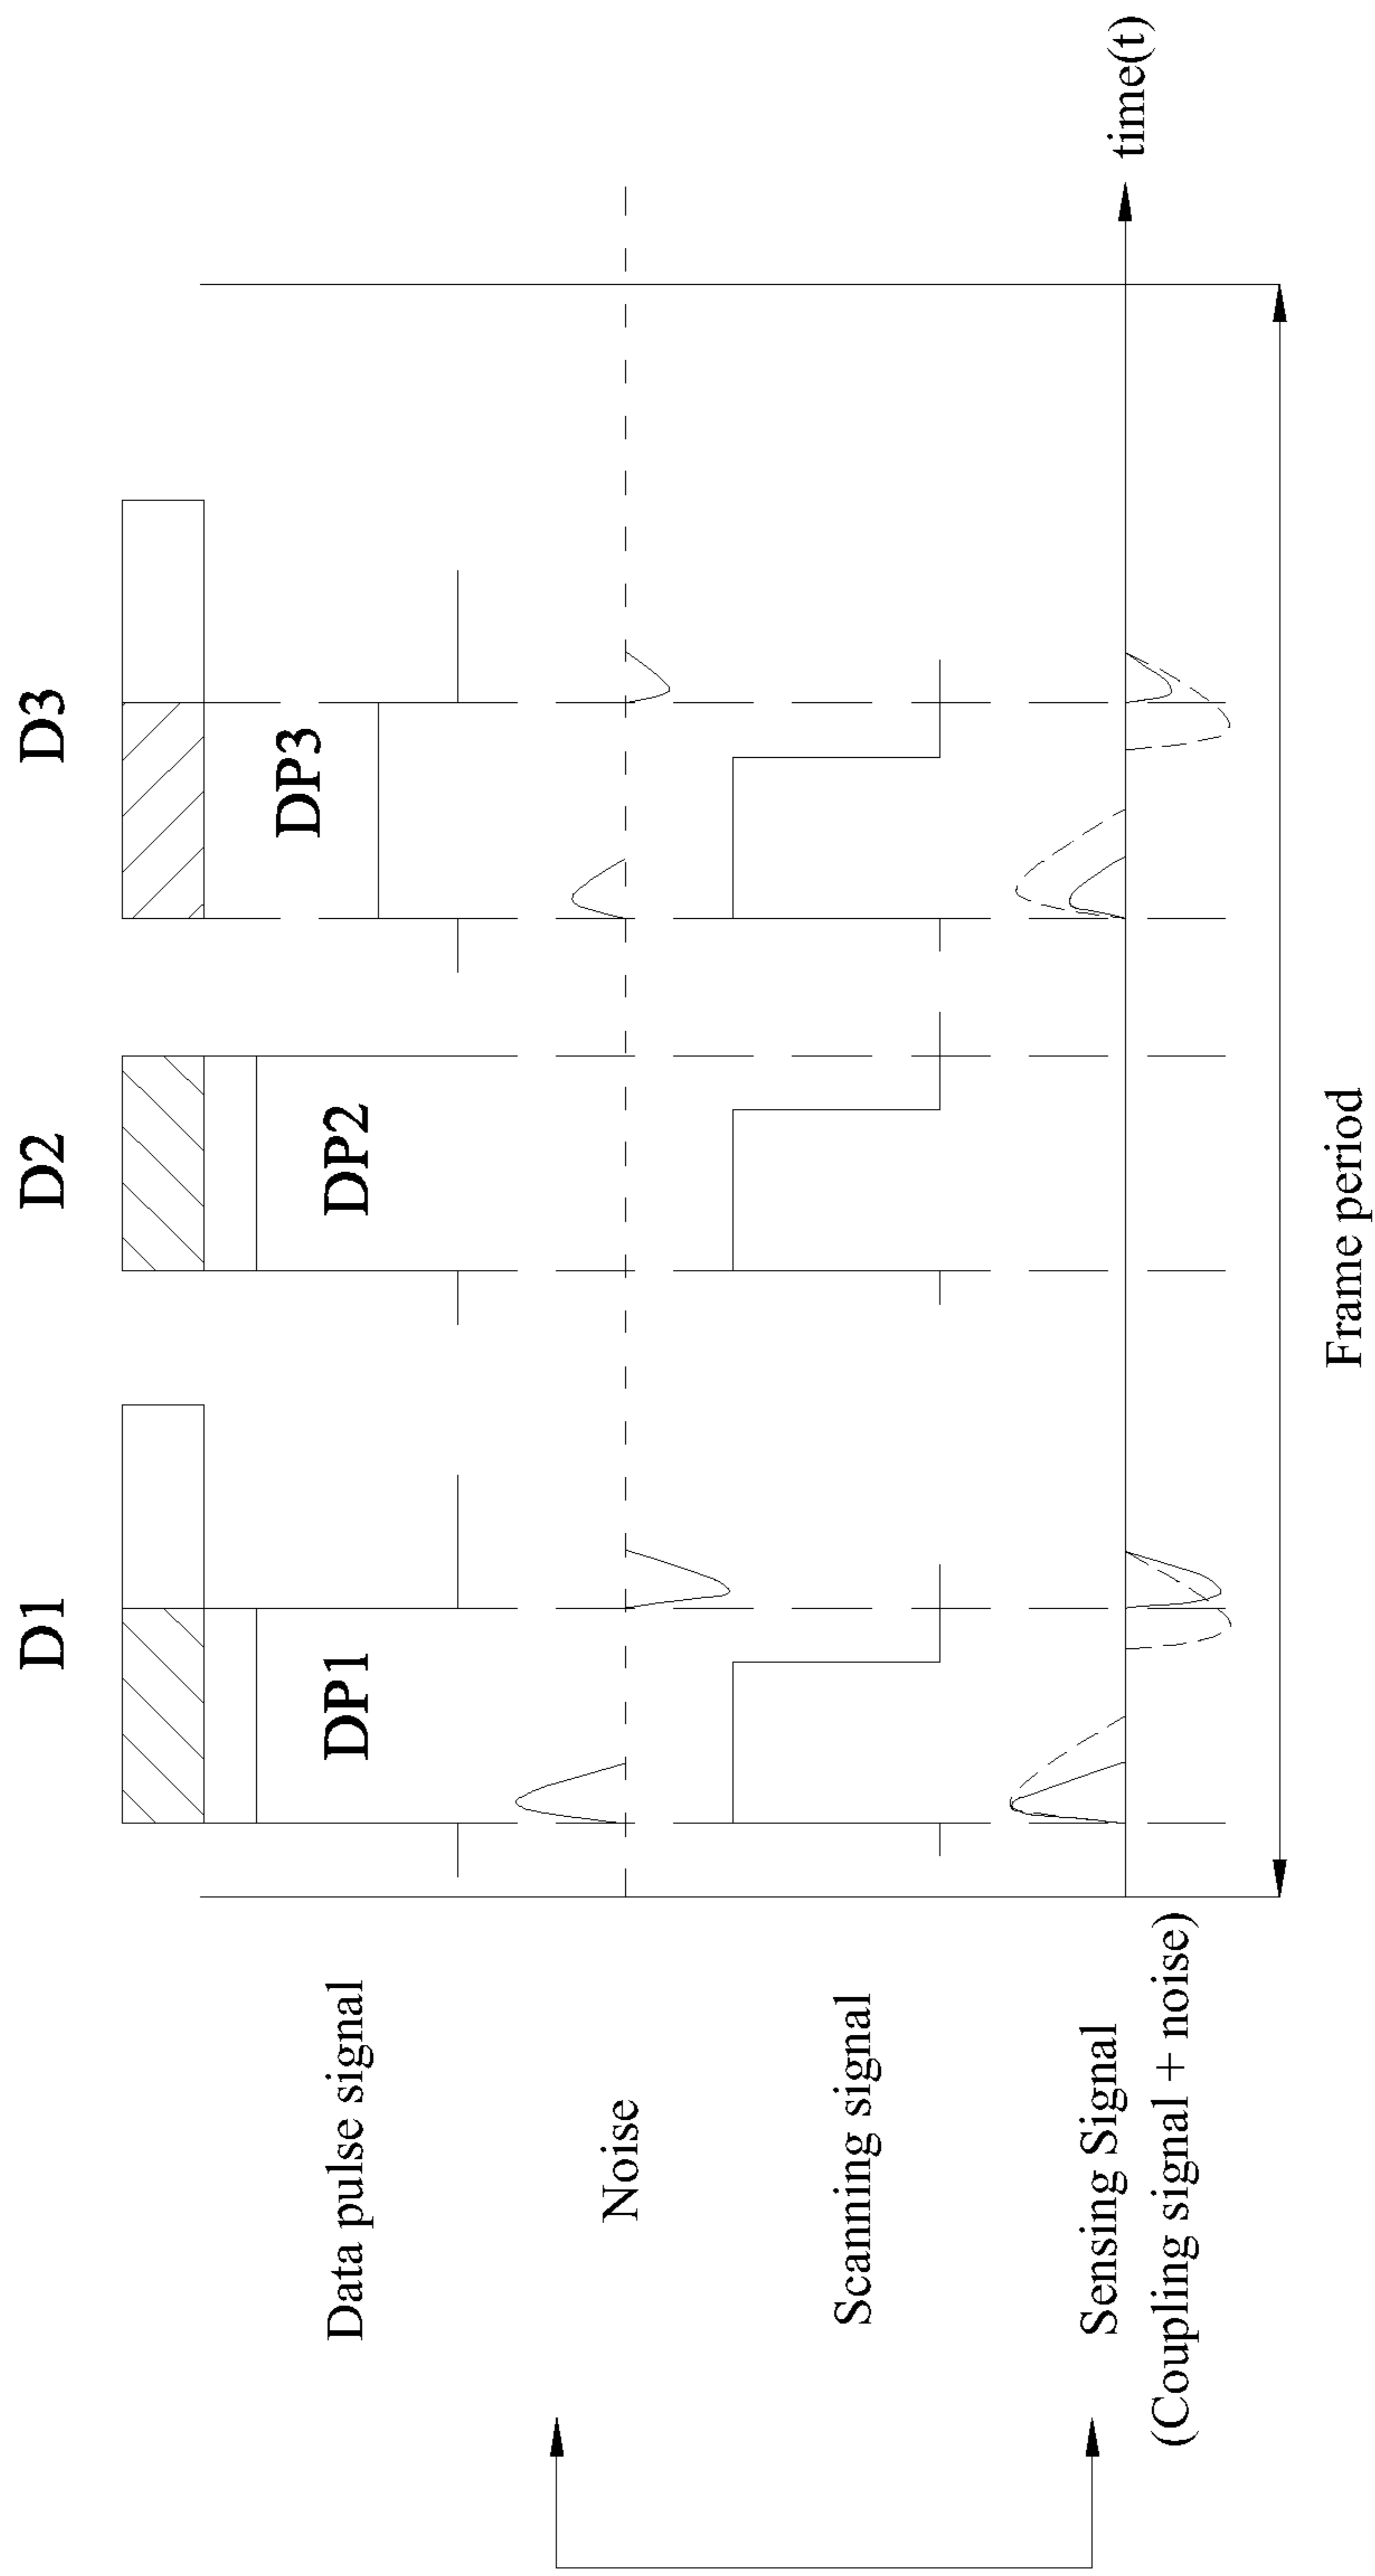 D1
D2
D3
Data pulse signal
DP1
DP2
DP3
Noise
Scanning signal
Sensing Signal
(Coupling signal + noise)
time(t)
Frame period